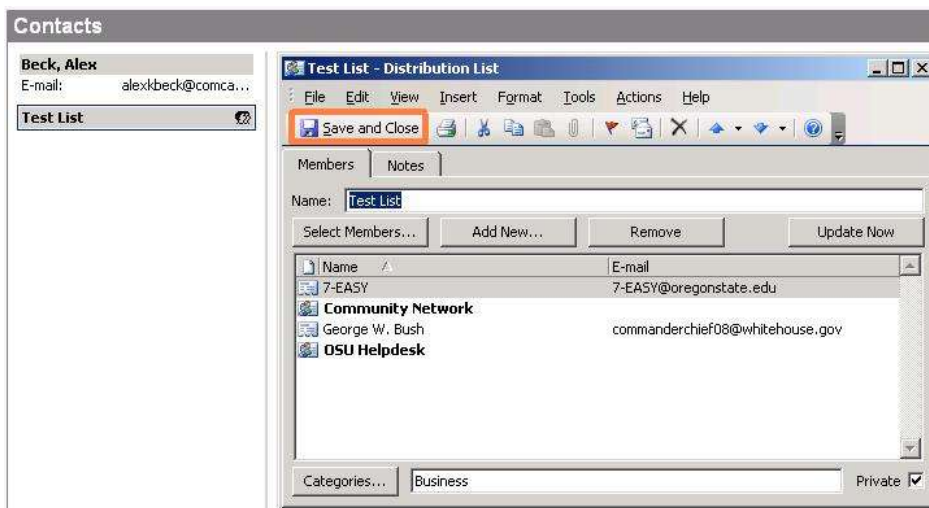 Contacts
Beck, Alex
E-mail: alexkbeck@comca...
Test List
Test List - Distribution List
File Edit View Insert Format Tools Actions Help
Save and Close
Members Notes
Name: Test List
Select Members... Add New... Remove Update Now
Name E-mail
7-EASY 7-EASY@oregonstate.edu
Community Network
George W. Bush commanderchief08@whitehouse.gov
OSU Helpdesk
Categories... Business Private